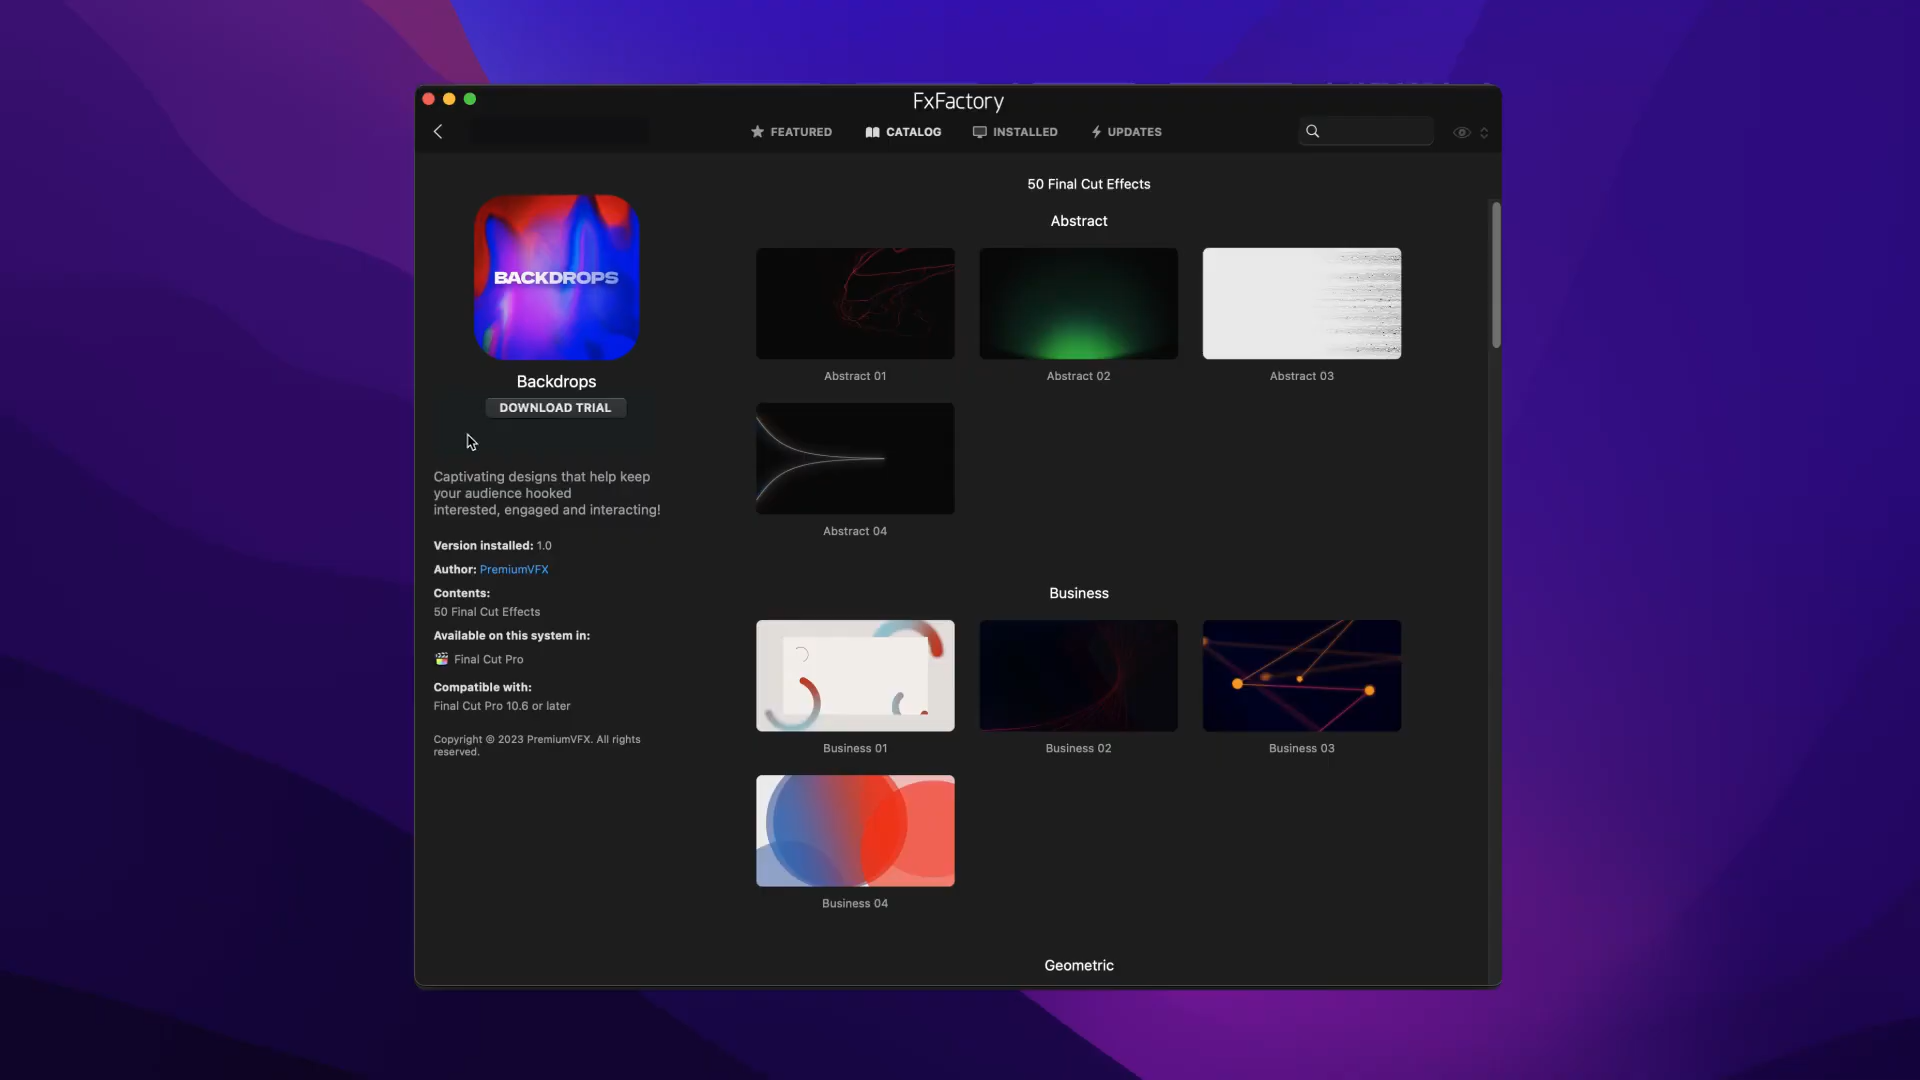 FxFactory
FEATURED
CATALOG
INSTALLED
UPDATES
BACKDROPS
Backdrops
DOWNLOAD TRIAL
Captivating designs that help keep
your audience hooked
interested, engaged and interacting!
Version installed: 1.0
Author: PremiumVFX
Contents:
50 Final Cut Effects
Available on this system in:
Final Cut Pro
Compatible with:
Final Cut Pro 10.6 or later
Copyright © 2023 PremiumVFX. All rights
reserved.
50 Final Cut Effects
Abstract
Abstract 01
Abstract 02
Abstract 03
Abstract 04
Business
Business 01
Business 02
Business 03
Business 04
Geometric